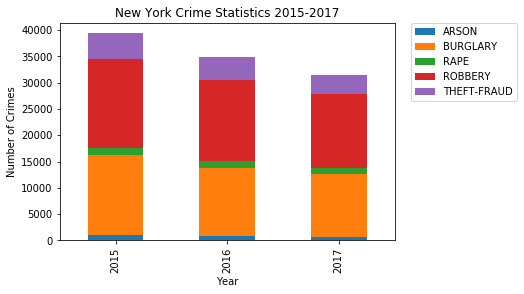 New York Crime Statistics 2015-2017
40000
35000
30000
25000
20000
15000
10000
5000
0
Number of Crimes
2015
2016
2017
Year
ARSON
BURGLARY
RAPE
ROBBERY
THEFT-FRAUD